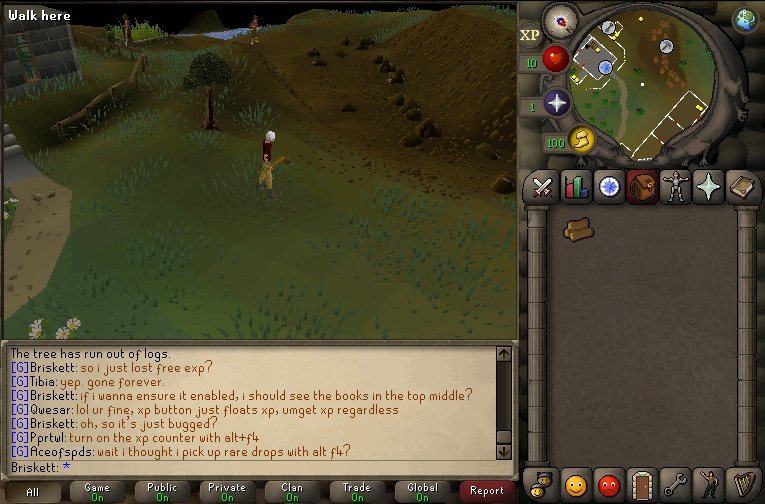 Walk here
XP
10
1
100
The tree has run out of logs.
[G]Briskett: so i just lost free exp?
[G]Tibia: yep. gone forever.
[G]Briskett: if i wanna ensure it enabled, i should see the books in the top middle?
[G]Qwesar: lol ur fine, xp button just floats xp, umget xp regardless
[G]Briskett: oh, so it's just bugged?
[G]Pprtwl: turn on the xp counter with alt+f4
[G]Aceofspds: wait i thought i pick up rare drops with alt f4?
Briskett: *
All Game On Public On Private On Clan On Trade On Global On Report